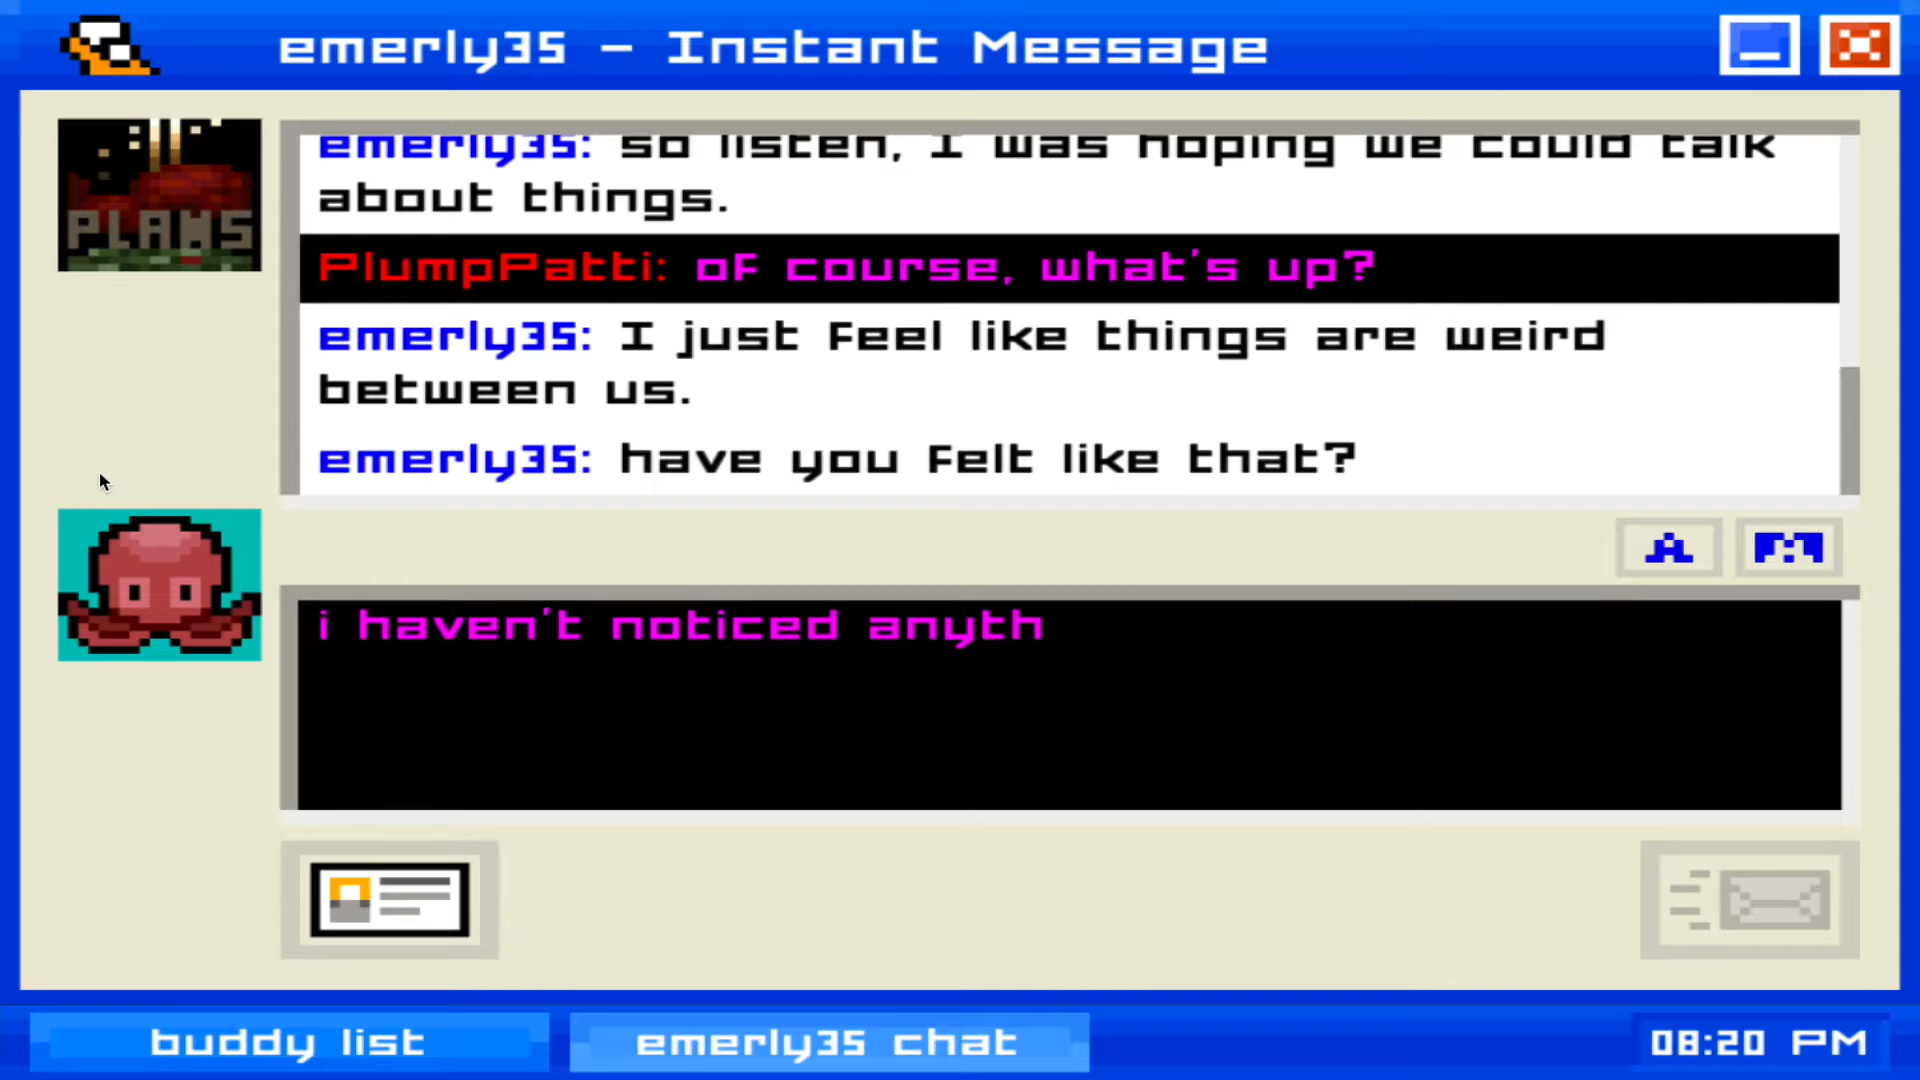 emerly35 - Instant Message
PLAWS
emerly35: so listen, I was hoping we could talk
about things.
PlumpPatti: of course, what's up?
emerly35: I just feel like things are weird
between us.
emerly35: have you felt like that?
A
i haven't noticed anyth
buddy list
emerly35 chat
08:20 PM